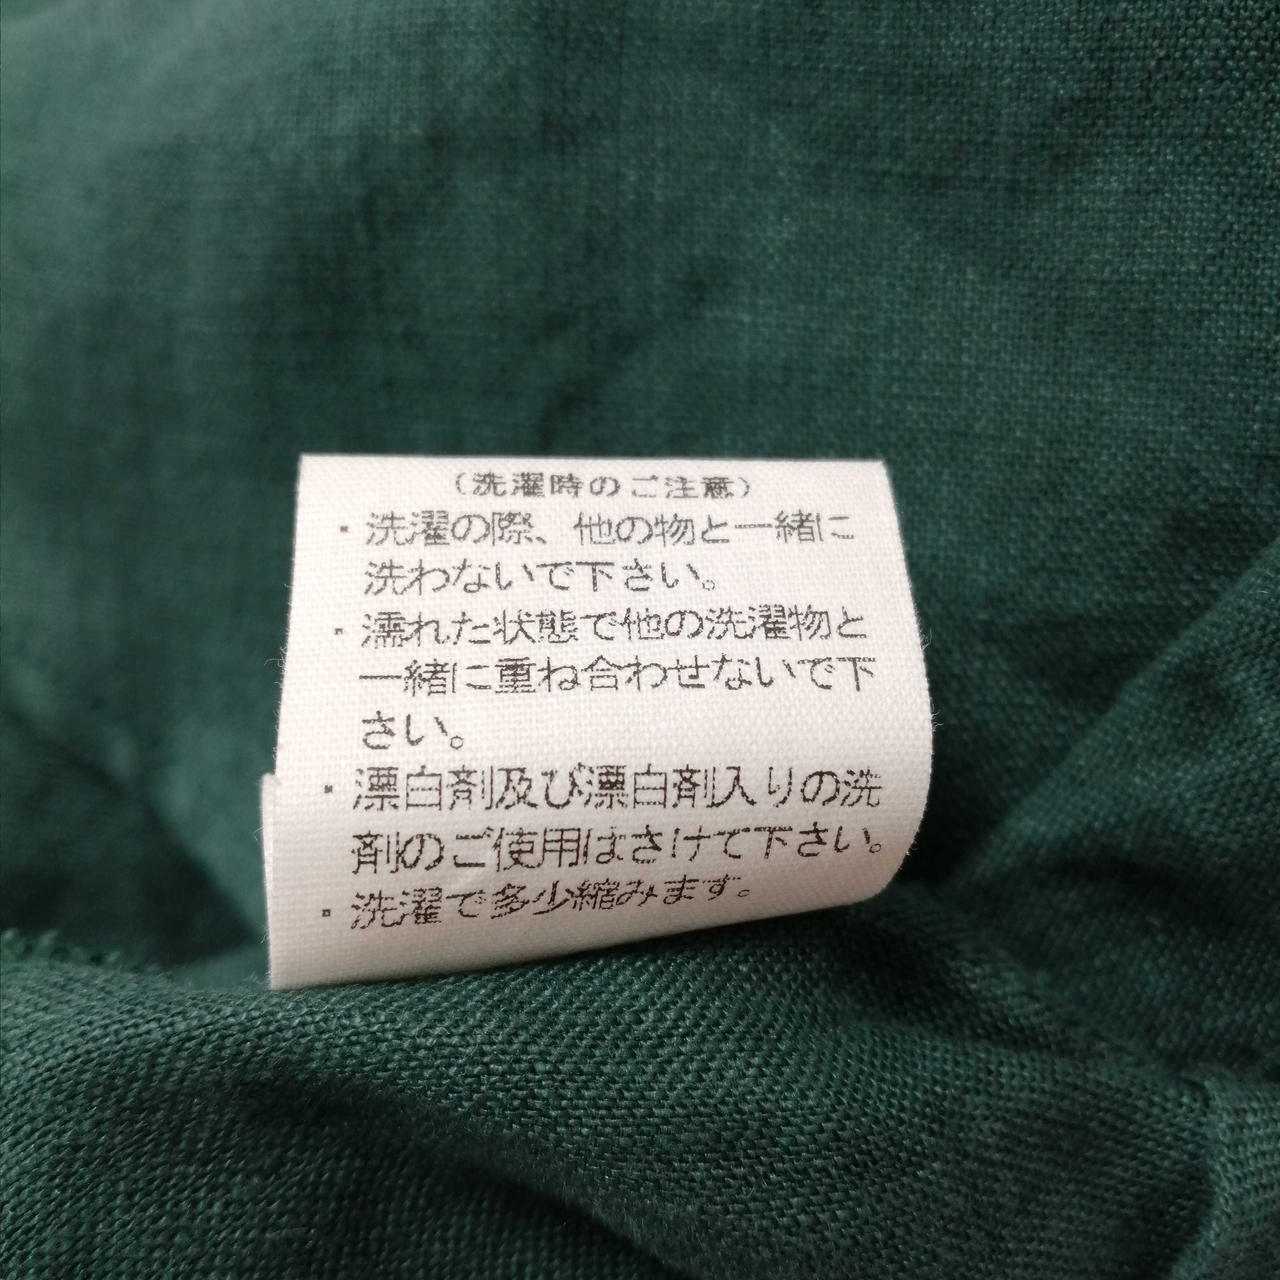 （洗濯時のご注意）
・洗濯の際、他の物と一緒に
洗わないで下さい。
・濡れた状態で他の洗濯物と
一緒に重ね合わせないで下
さい。
・漂白剤及び漂白剤入りの洗
剤のご使用はさけて下さい。
・洗濯で多少縮みます。